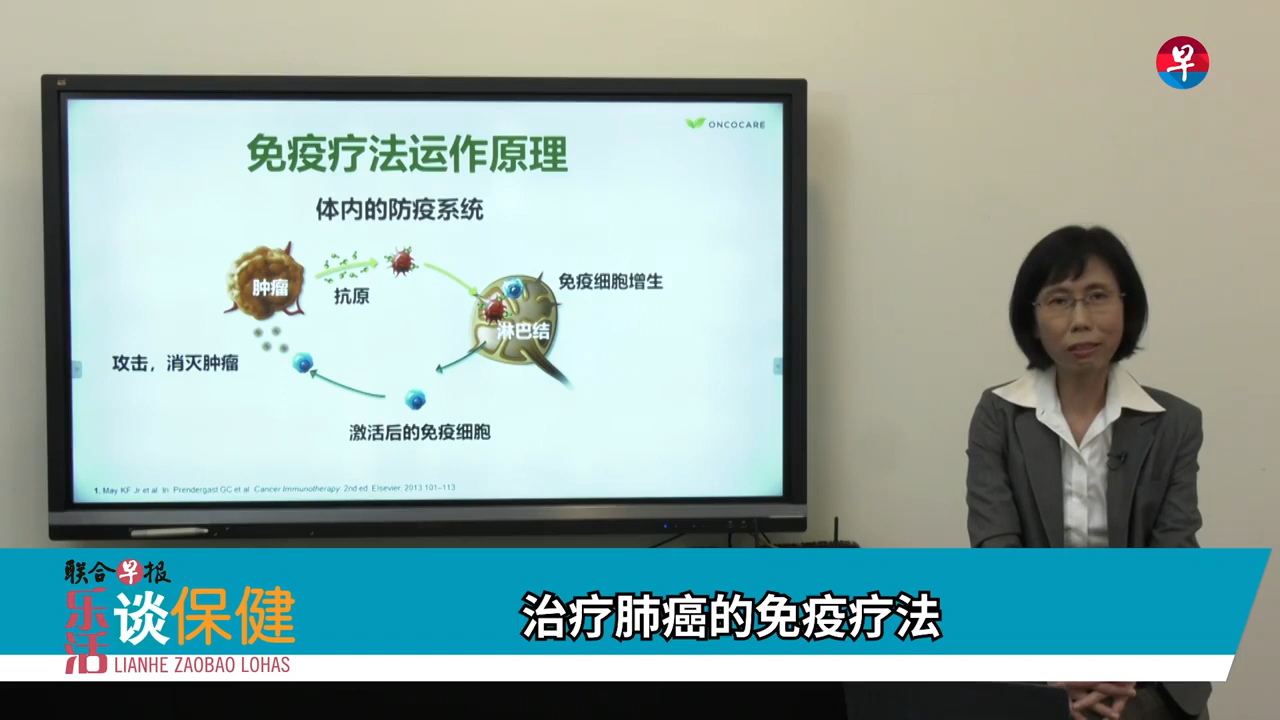 早
ONCOCARE
免疫疗法运作原理
体内的防疫系统
肿瘤
抗原
免疫细胞增生
淋巴结
攻击，消灭肿瘤
激活后的免疫细胞
1. May KF Jr et al. In: Prendergast GC et al. Cancer Immunotherapy. 2nd ed. Elsevier. 2013:101–113
联合早报
乐活
谈保健
LIANHE ZAOBAO LOHAS
治疗肺癌的免疫疗法